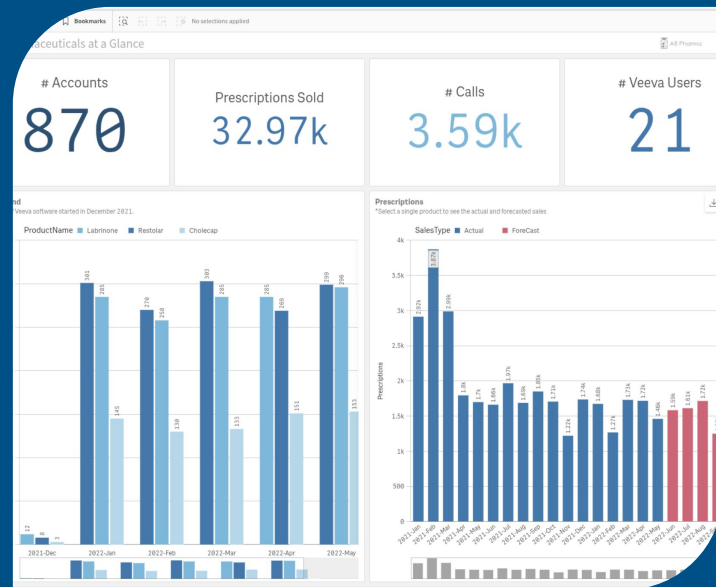 Bookmarks
No selections applied
aceuticals at a Glance
# Accounts
870
Prescriptions Sold
32.97k
# Calls
3.59k
# Veeva Users
21
nd
Veeva software started in December 2021.
ProductName Labrinone Restolar Cholecap
12
8
3
301
285
145
270
258
130
303
285
133
285
268
151
299
296
153
2021-Dec
2022-Jan
2022-Feb
2022-Mar
2022-Apr
2022-May
Prescriptions
*Select a single product to see the actual and forecasted sales
SalesType Actual ForeCast
4k
3.5k
3k
2.5k
2k
1.5k
1k
500
0
Prescriptions
2.92k
3.87k
2.99k
1.8k
1.7k
1.66k
1.97k
1.69k
1.85k
1.71k
1.22k
1.74k
1.68k
1.27k
1.73k
1.72k
1.46k
1.59k
1.61k
1.72k
2021-Jan
2021-Feb
2021-Mar
2021-Apr
2021-May
2021-Jun
2021-Jul
2021-Aug
2021-Sep
2021-Oct
2021-Nov
2021-Dec
2022-Jan
2022-Feb
2022-Mar
2022-Apr
2022-May
2022-Jun
2022-Jul
2022-Aug